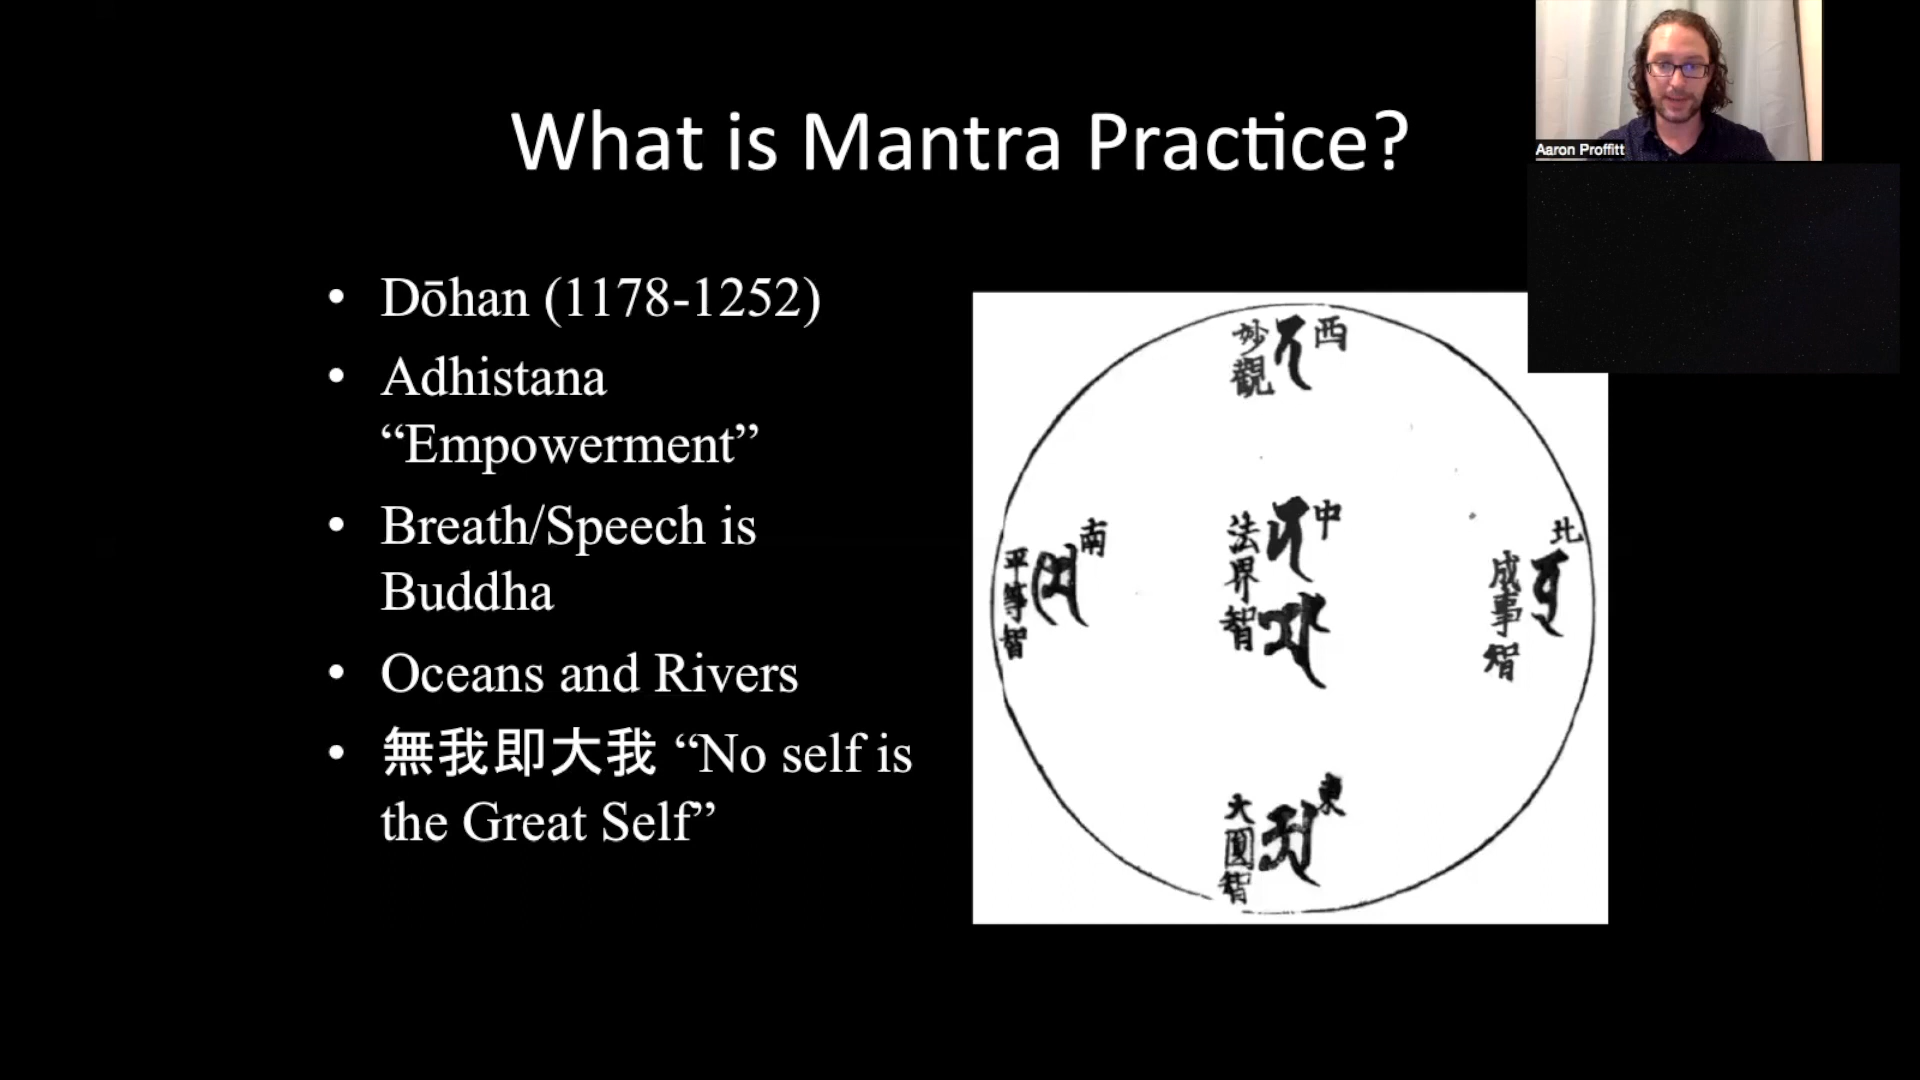 What is Mantra Practice?
Aaron Proffitt
• Dōhan (1178-1252)
• Adhistana
“Empowerment”
• Breath/Speech is
Buddha
• Oceans and Rivers
• 無我即大我 “No self is
the Great Self”
西
妙觀
南
平等智
中
法界智
北
成事智
東
大圓智